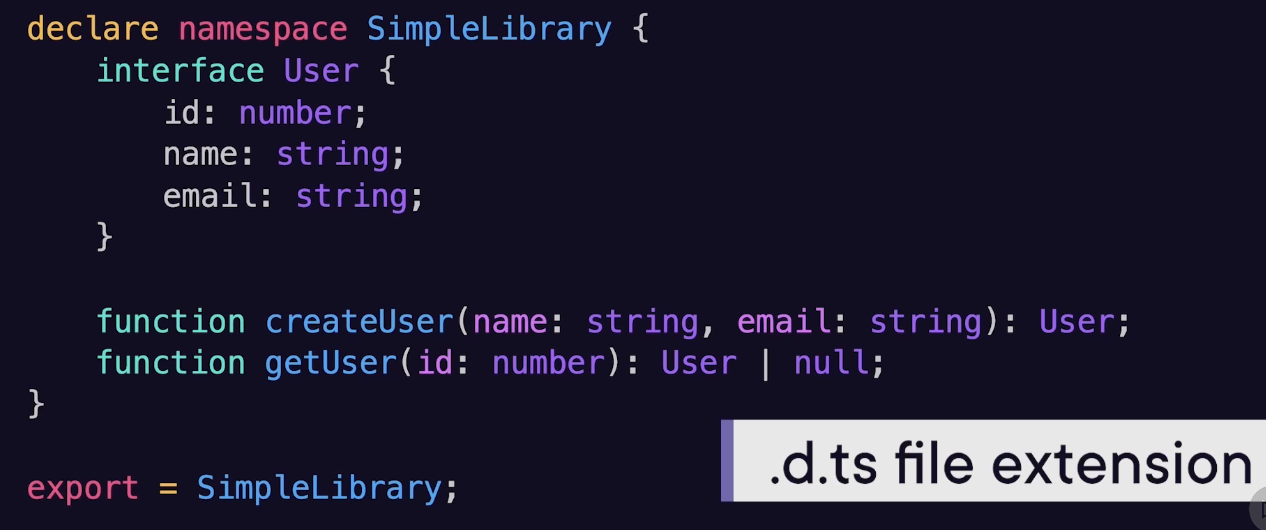 declare namespace SimpleLibrary {
    interface User {
        id: number;
        name: string;
        email: string;
    }

    function createUser(name: string, email: string): User;
    function getUser(id: number): User | null;
}

export = SimpleLibrary;
.d.ts file extension